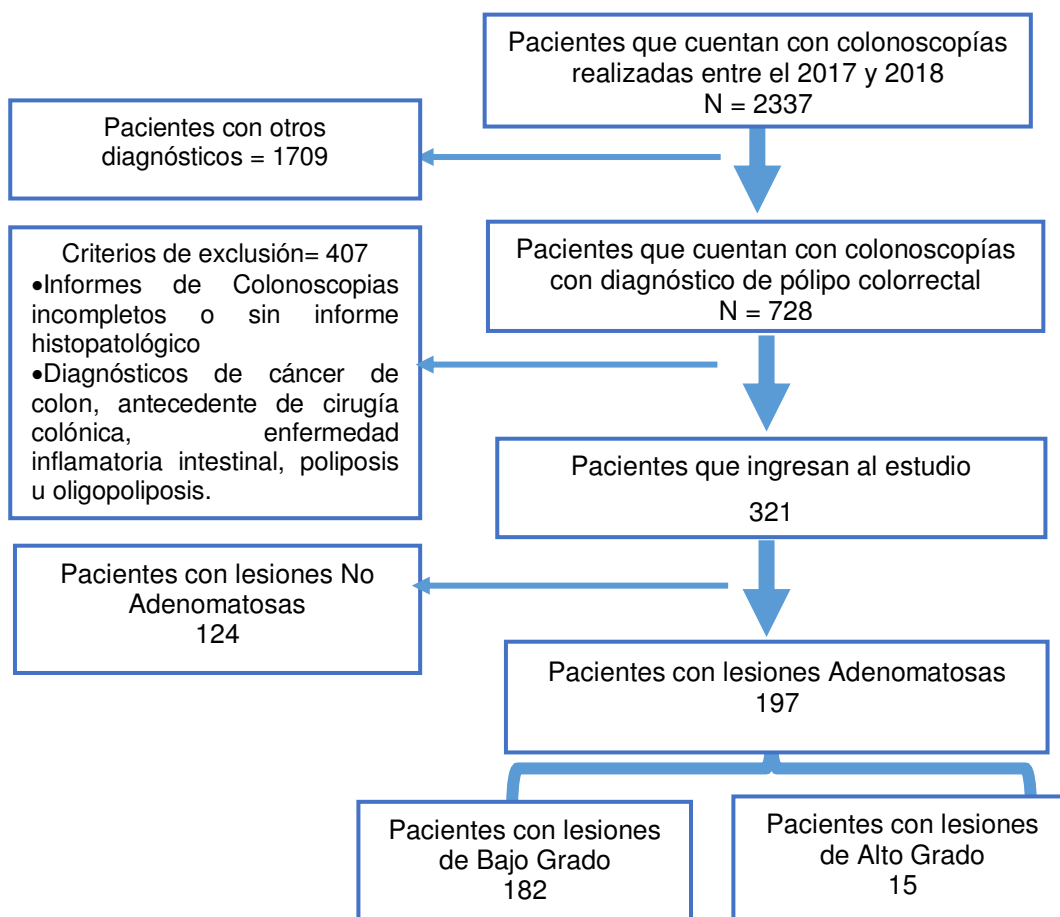 Pacientes que cuentan con colonoscopías
realizadas entre el 2017 y 2018
N = 2337
Pacientes con otros
diagnósticos = 1709
Pacientes que cuentan con colonoscopías
con diagnóstico de pólipo colorrectal
N = 728
Criterios de exclusión= 407
•Informes de Colonoscopias
incompletos o sin informe
histopatológico
•Diagnósticos de cáncer de
colon, antecedente de cirugía
colónica, enfermedad
inflamatoria intestinal, poliposis
u oligopoliposis.
Pacientes que ingresan al estudio
321
Pacientes con lesiones No
Adenomatosas
124
Pacientes con lesiones Adenomatosas
197
Pacientes con lesiones
de Bajo Grado
182
Pacientes con lesiones
de Alto Grado
15